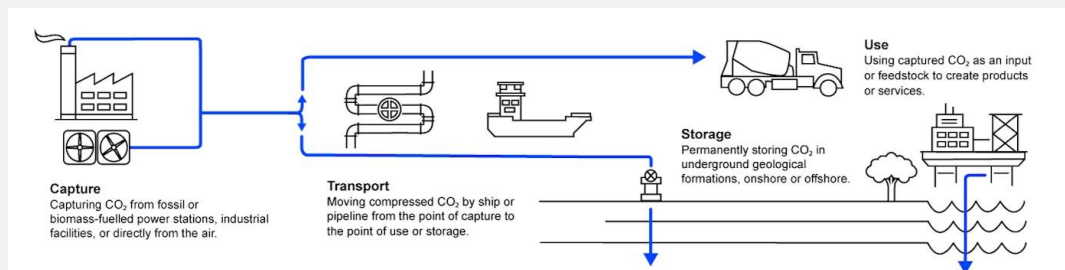 Capture
Capturing CO₂ from fossil or
biomass-fuelled power stations, industrial
facilities, or directly from the air.
Transport
Moving compressed CO₂ by ship or
pipeline from the point of capture to
the point of use or storage.
Use
Using captured CO₂ as an input
or feedstock to create products
or services.
Storage
Permanently storing CO₂ in
underground geological
formations, onshore or offshore.